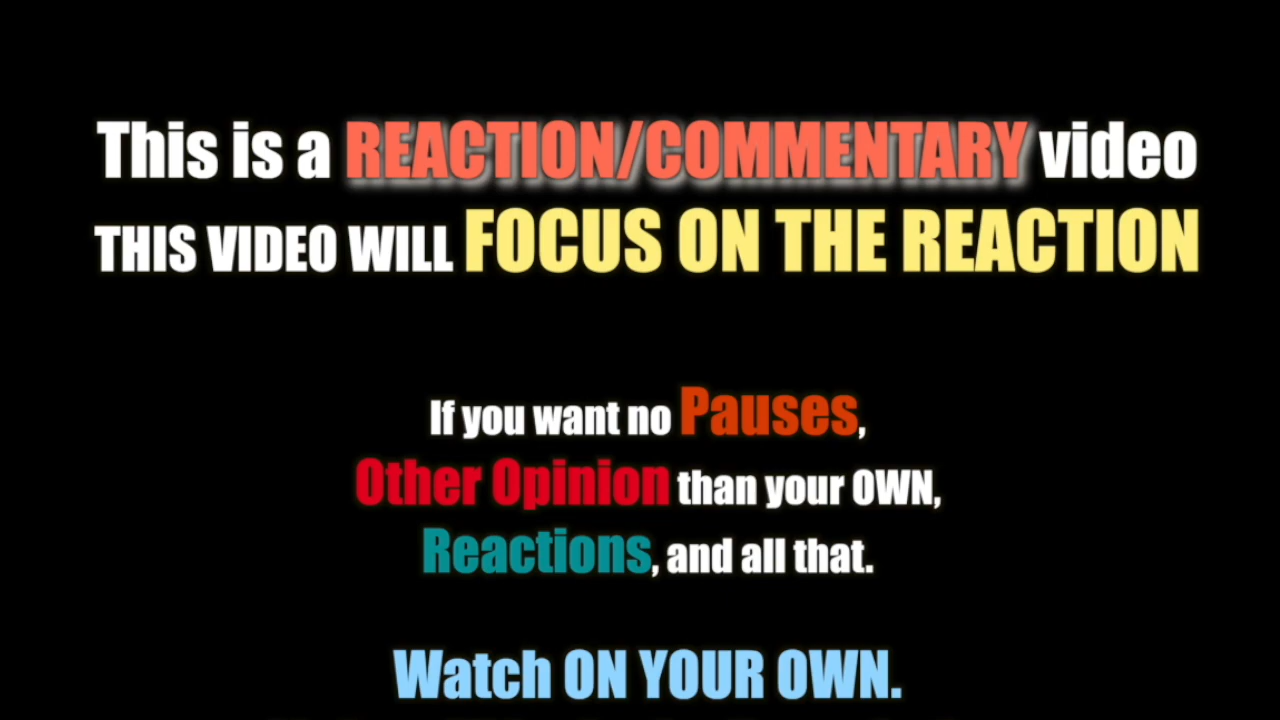 This is a REACTION/COMMENTARY video
THIS VIDEO WILL FOCUS ON THE REACTION
If you want no Pauses,
Other Opinion than your OWN,
Reactions, and all that.
Watch ON YOUR OWN.